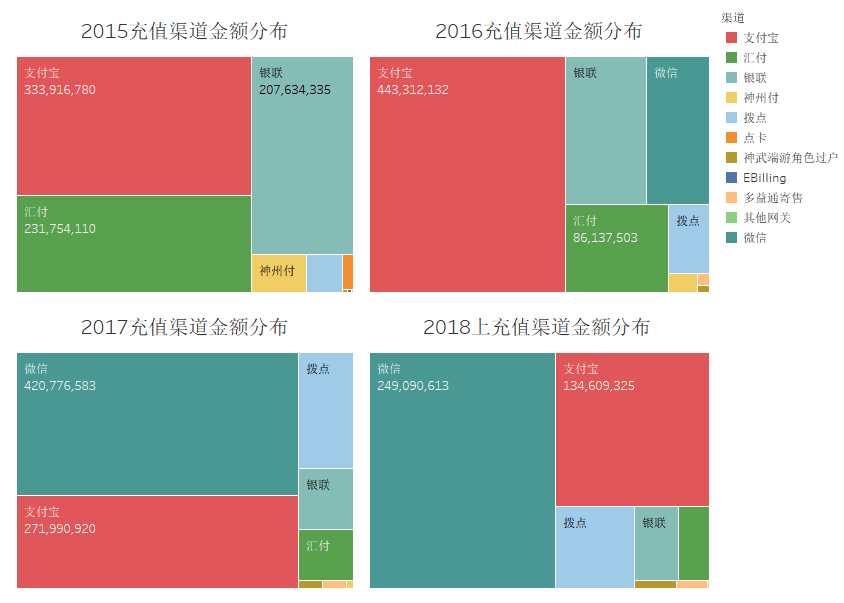 2015充值渠道金额分布
支付宝
333,916,780
银联
207,634,335
汇付
231,754,110
神州付
2016充值渠道金额分布
支付宝
443,312,132
银联
微信
汇付
86,137,503
拨点
渠道
支付宝
汇付
银联
神州付
拨点
点卡
神武端游角色过户
EBilling
多益通寄售
其他网关
微信
2017充值渠道金额分布
微信
420,776,583
拨点
银联
支付宝
271,990,920
汇付
2018上充值渠道金额分布
微信
249,090,613
支付宝
134,609,325
拨点
银联